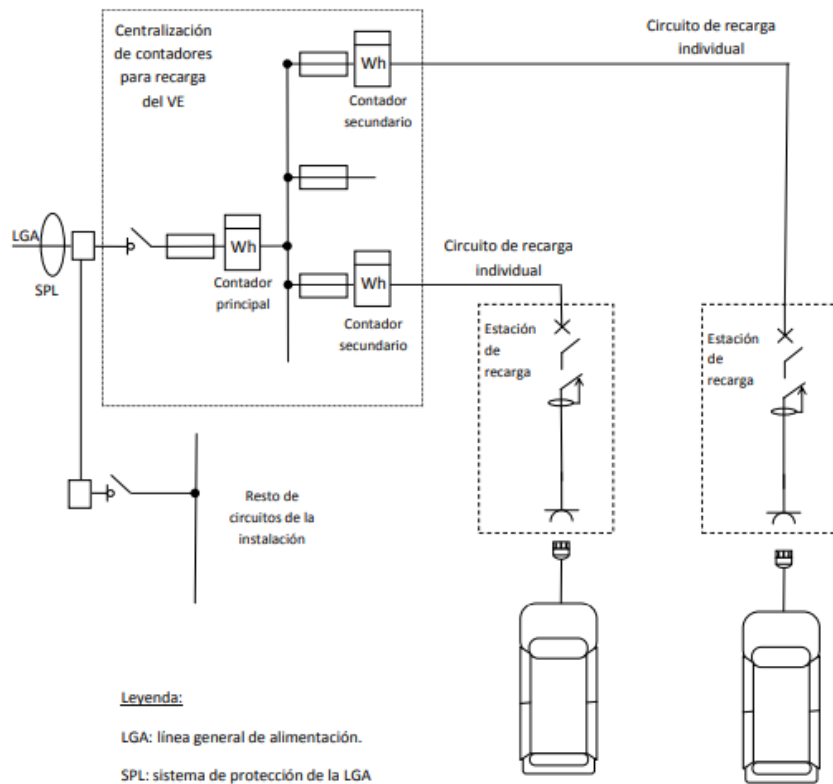 Centralización
de contadores
para recarga
del VE
Wh
Contador
secundario
Circuito de recarga
individual
LGA
SPL
Wh
Contador
principal
Wh
Contador
secundario
Circuito de recarga
individual
Estación
de
recarga
Estación
de
recarga
Resto de
circuitos de la
instalación
Leyenda:
LGA: línea general de alimentación.
SPL: sistema de protección de la LGA